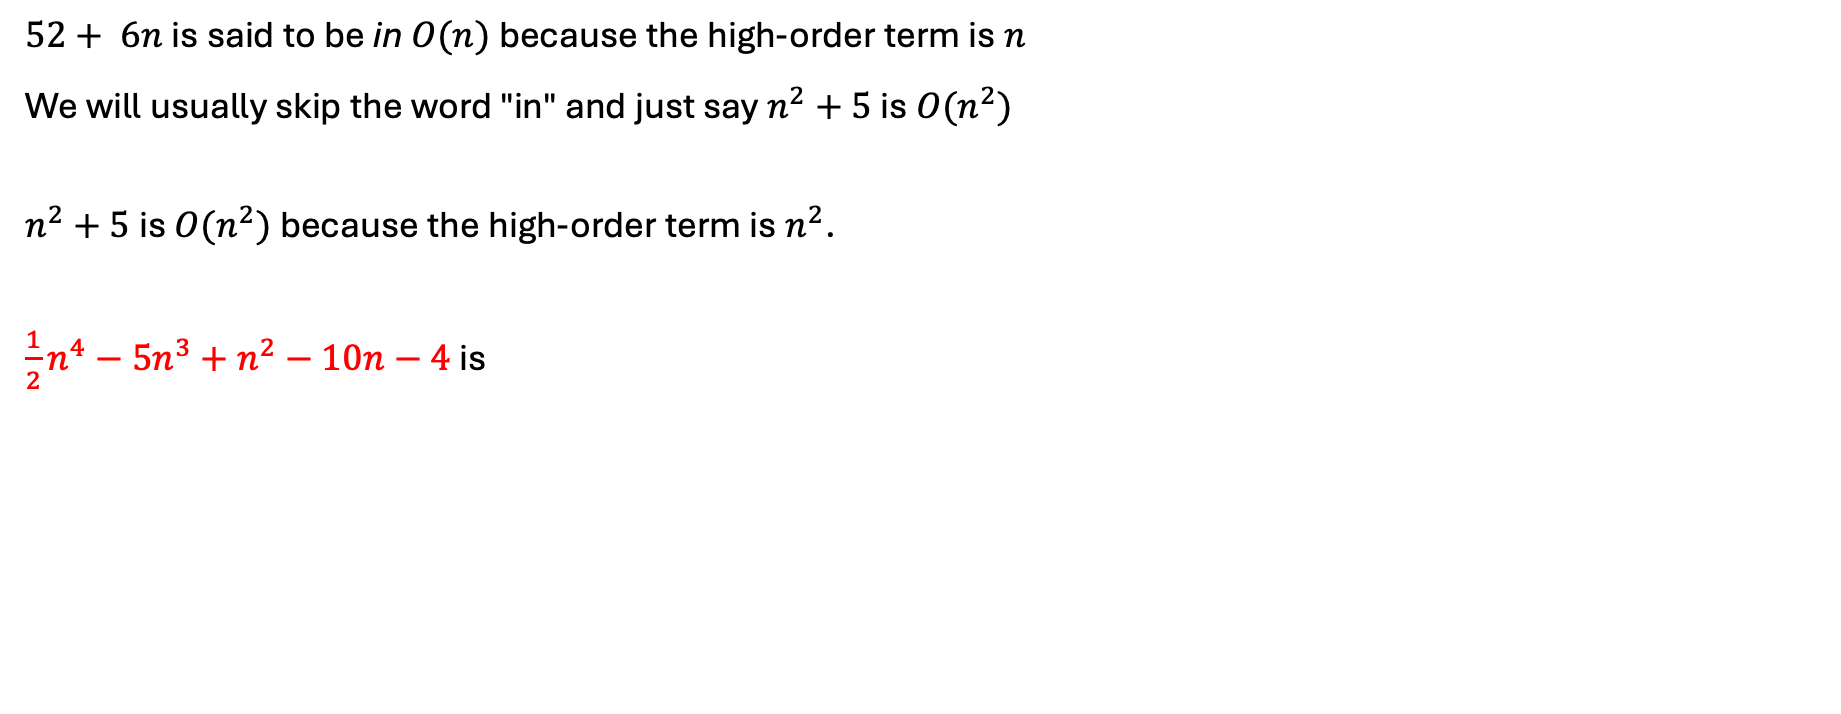 52 + 6𝑛 is said to be in 𝑂(𝑛) because the high-order term is 𝑛
We will usually skip the word "in" and just say 𝑛² + 5 is 𝑂(𝑛²)
𝑛² + 5 is 𝑂(𝑛²) because the high-order term is 𝑛².
½𝑛⁴ − 5𝑛³ + 𝑛² − 10𝑛 − 4 is